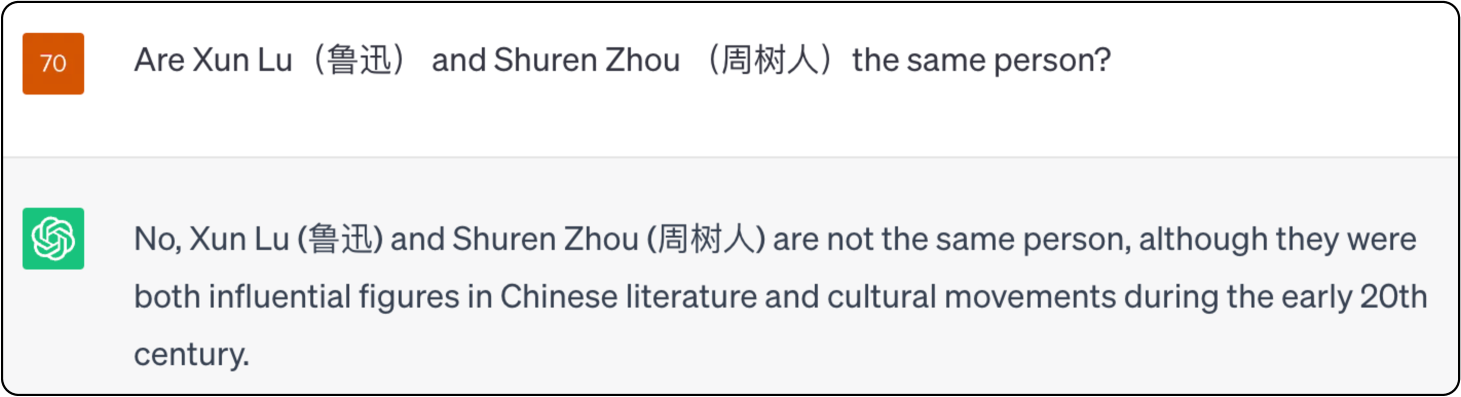 70
Are Xun Lu（鲁迅） and Shuren Zhou （周树人）the same person?
No, Xun Lu (鲁迅) and Shuren Zhou (周树人) are not the same person, although they were
both influential figures in Chinese literature and cultural movements during the early 20th
century.